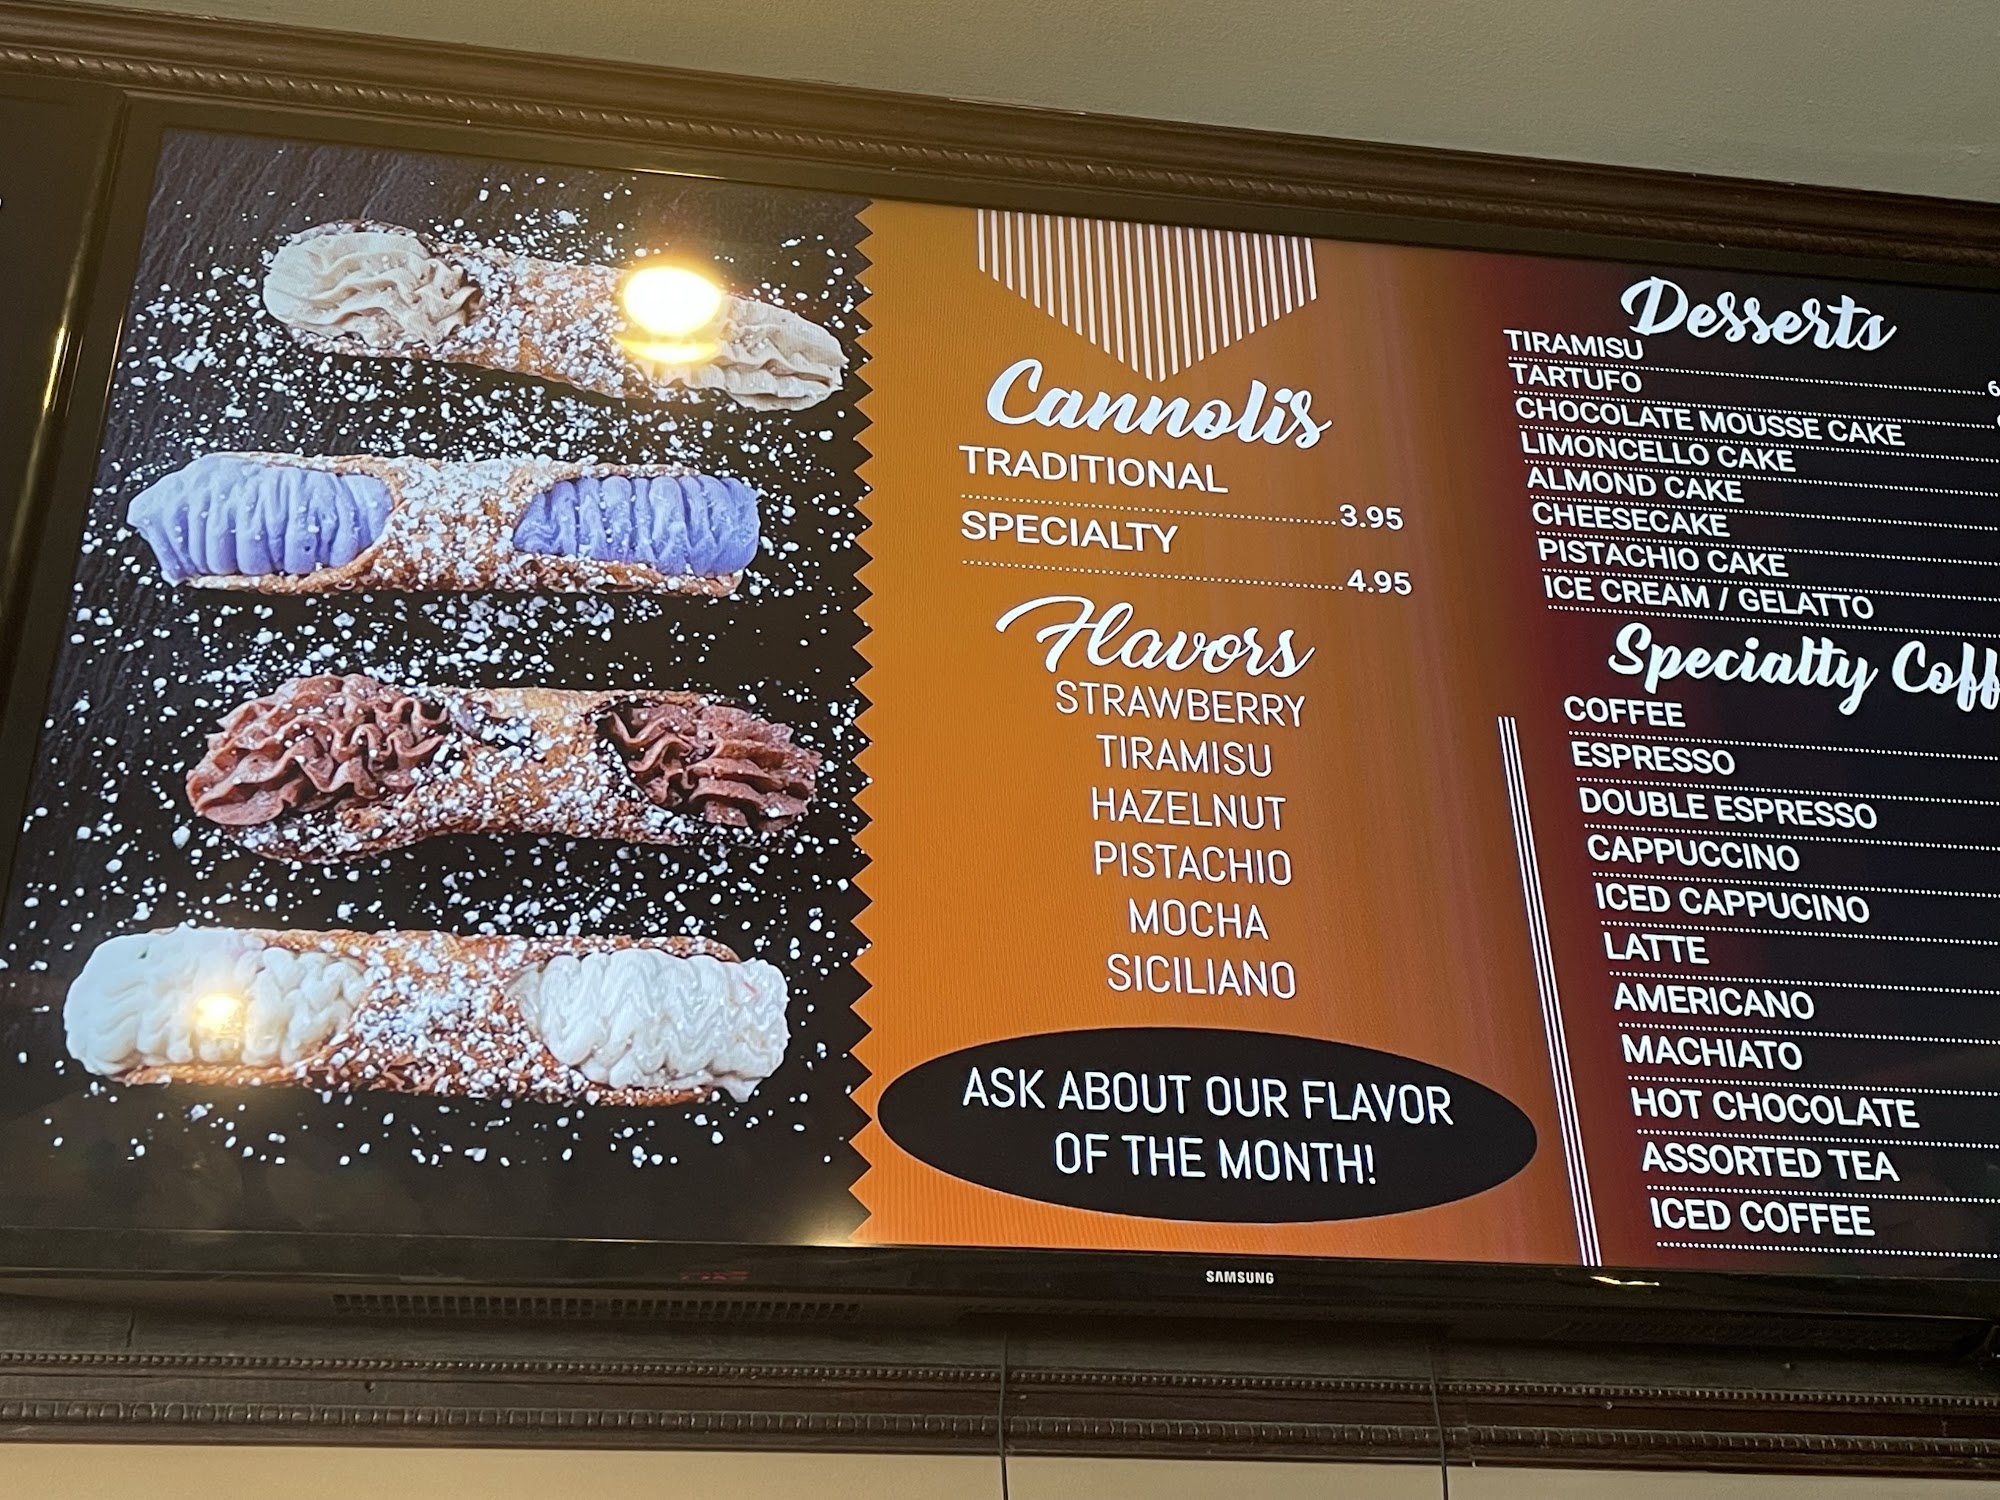 Cannolis
TRADITIONAL
3.95
SPECIALTY
4.95
Flavors
STRAWBERRY
TIRAMISU
HAZELNUT
PISTACHIO
MOCHA
SICILIANO
ASK ABOUT OUR FLAVOR
OF THE MONTH!
Desserts
TIRAMISU
TARTUFO
CHOCOLATE MOUSSE CAKE
LIMONCELLO CAKE
ALMOND CAKE
CHEESECAKE
PISTACHIO CAKE
ICE CREAM / GELATTO
Specialty
COFFEE
ESPRESSO
DOUBLE ESPRESSO
CAPPUCCINO
ICED CAPPUCINO
LATTE
AMERICANO
MACHIATO
HOT CHOCOLATE
ASSORTED TEA
ICED COFFEE
SAMSUNG